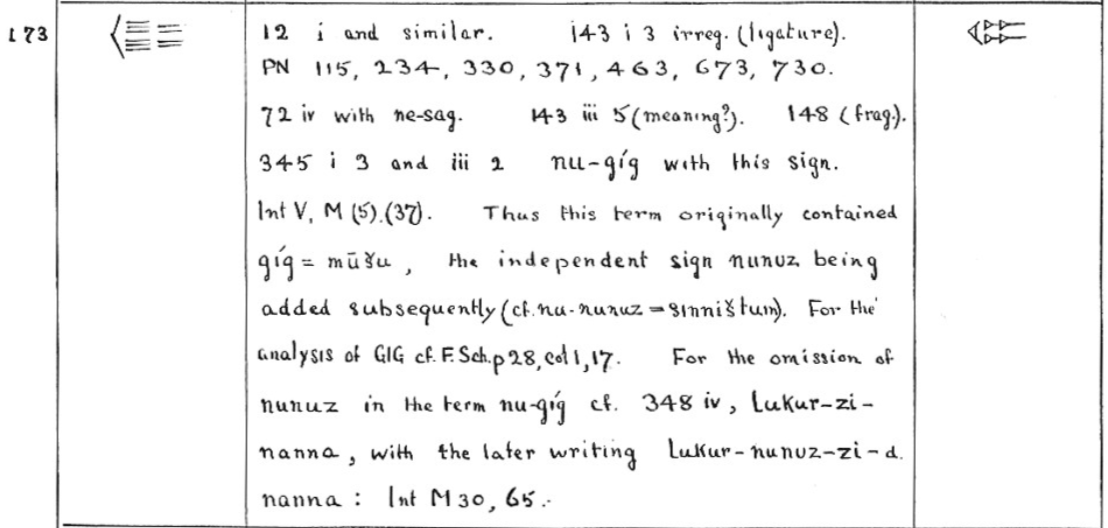 173
12 i and similar. 143 i 3 irreg. (ligature).
PN 115, 234, 330, 371, 463, 673, 730.
72 iv with ne-sag. 143 iii 5 (meaning?). 148 (frag.).
345 i 3 and iii 2 nu-gíg with this sign.
Int V, M (5).(37). Thus this term originally contained
gíg = mūšu, the independent sign nunuz being
added subsequently (cf. nu-nunuz = sinništum). For the
analysis of GIG cf. F. Sch. p 28, col 1, 17. For the omission of
nunuz in the term nu-gíg cf. 348 iv, Lukur-zi-
nanna, with the later writing Lukur-nunuz-zi-d.
nanna : Int M 30, 65.